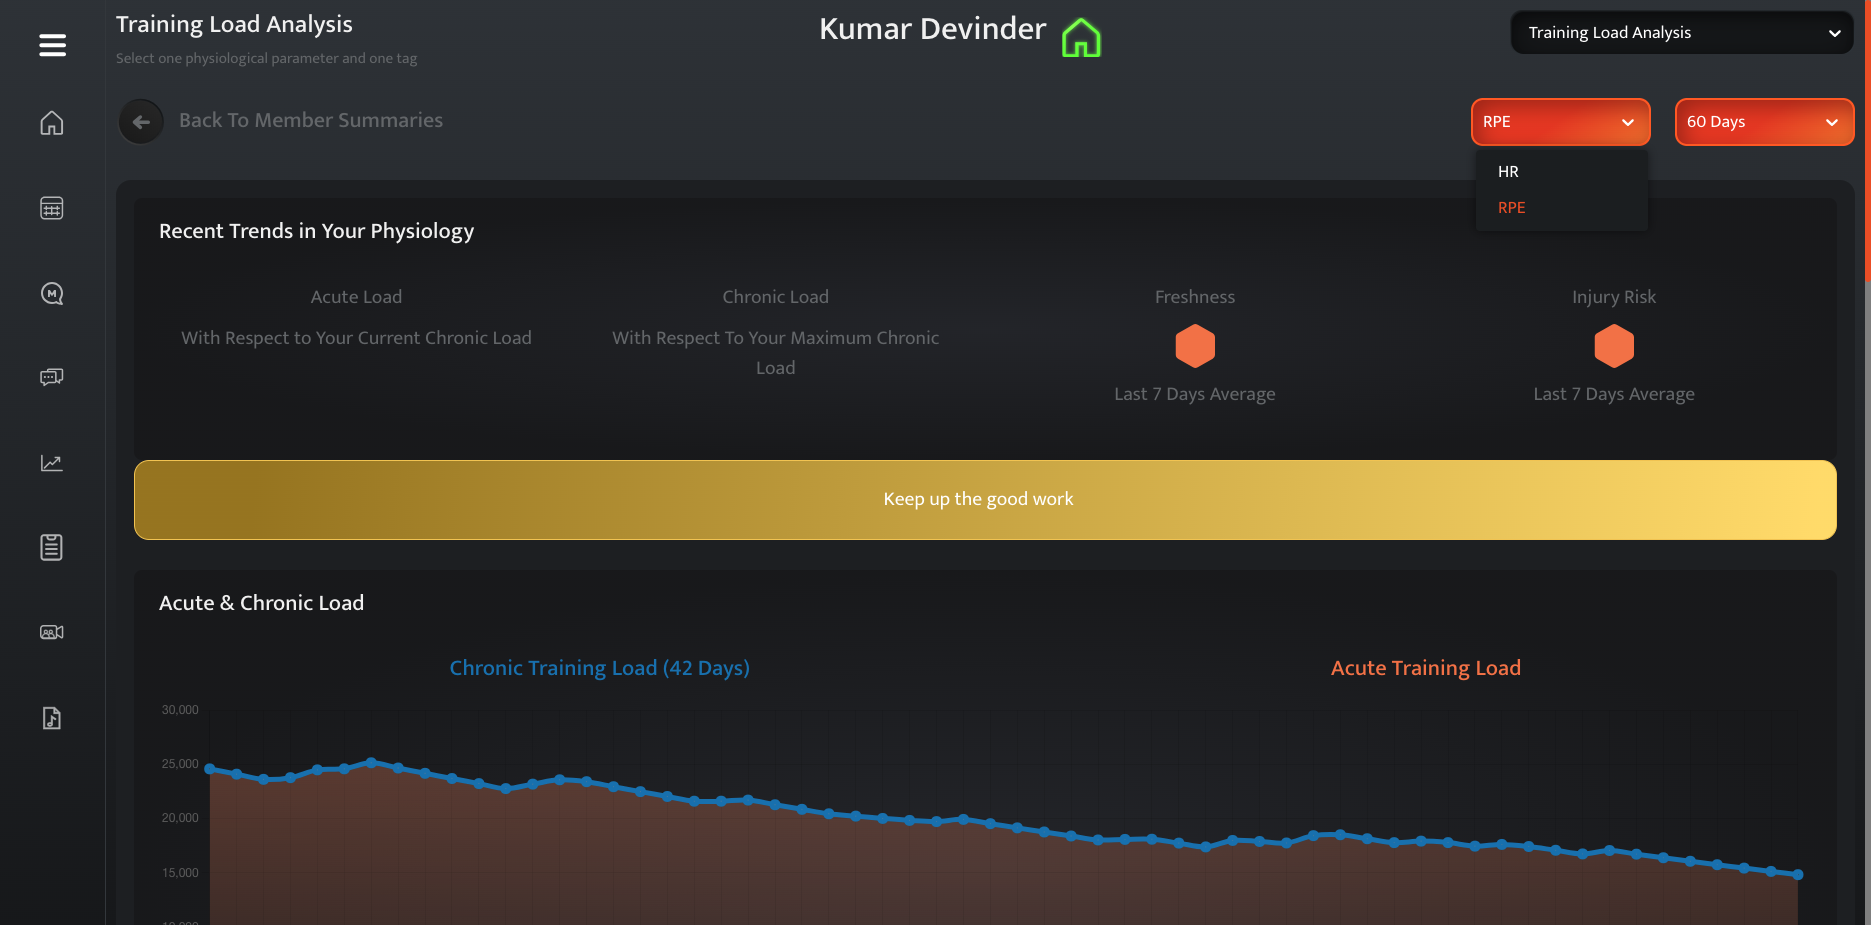 Training Load Analysis
Select one physiological parameter and one tag
Kumar Devinder
Training Load Analysis
Back To Member Summaries
RPE
60 Days
HR
RPE
Recent Trends in Your Physiology
Acute Load
With Respect to Your Current Chronic Load
Chronic Load
With Respect To Your Maximum Chronic
Load
Freshness
Last 7 Days Average
Injury Risk
Last 7 Days Average
Keep up the good work
Acute & Chronic Load
Chronic Training Load (42 Days)
Acute Training Load
30,000
25,000
20,000
15,000
M